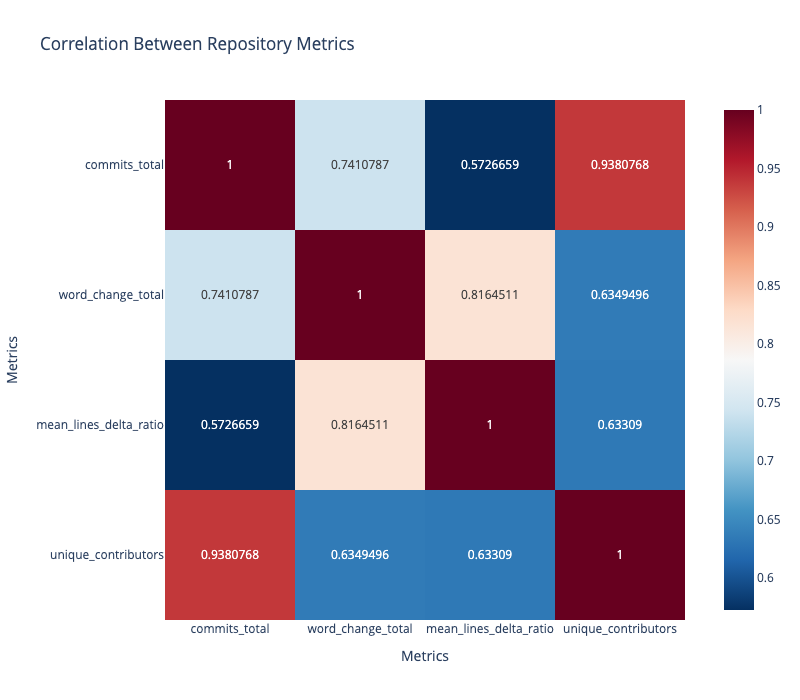 Correlation Between Repository Metrics
commits_total
1
0.7410787
0.5726659
0.9380768
word_change_total
0.7410787
1
0.8164511
0.6349496
mean_lines_delta_ratio
0.5726659
0.8164511
1
0.63309
unique_contributors
0.9380768
0.6349496
0.63309
1
commits_total
word_change_total
mean_lines_delta_ratio
unique_contributors
Metrics
Metrics
1
0.95
0.9
0.85
0.8
0.75
0.7
0.65
0.6